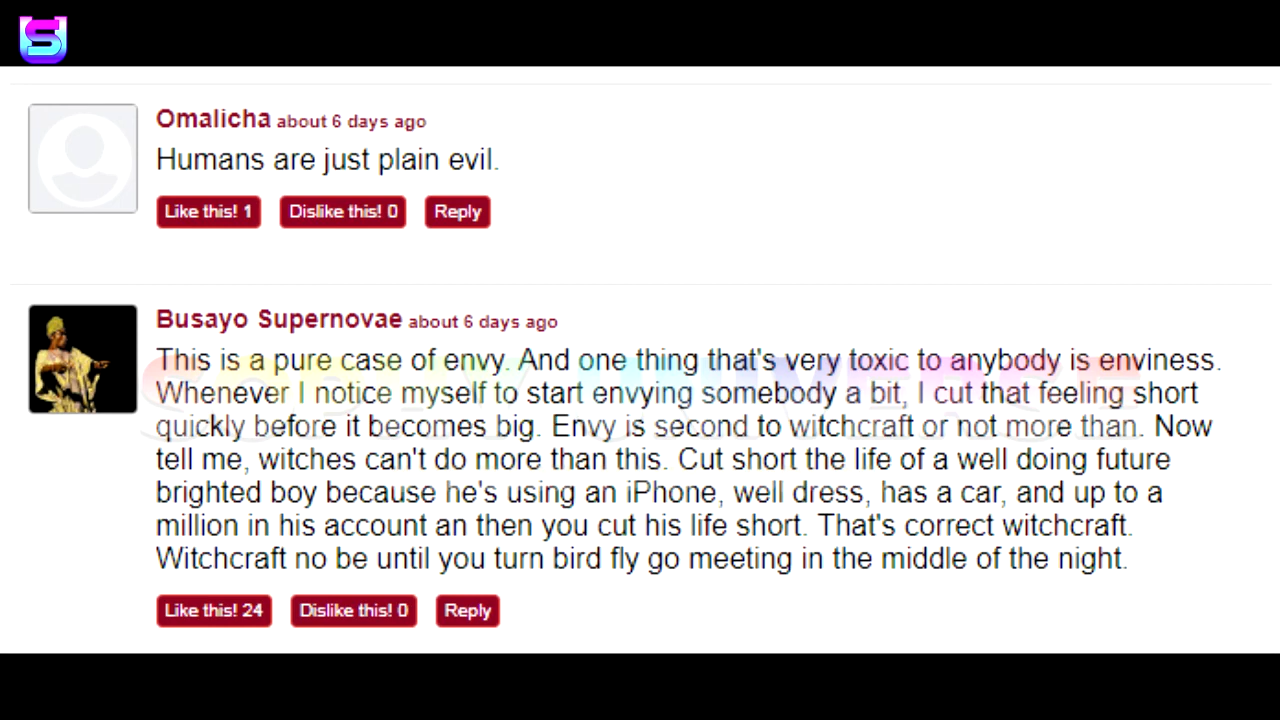 S
Omalicha about 6 days ago
Humans are just plain evil.
Like this! 1 Dislike this! 0 Reply
Busayo Supernovae about 6 days ago
This is a pure case of envy. And one thing that's very toxic to anybody is enviness.
Whenever I notice myself to start envying somebody a bit, I cut that feeling short
quickly before it becomes big. Envy is second to witchcraft or not more than. Now
tell me, witches can't do more than this. Cut short the life of a well doing future
brighted boy because he's using an iPhone, well dress, has a car, and up to a
million in his account an then you cut his life short. That's correct witchcraft.
Witchcraft no be until you turn bird fly go meeting in the middle of the night.
Like this! 24 Dislike this! 0 Reply